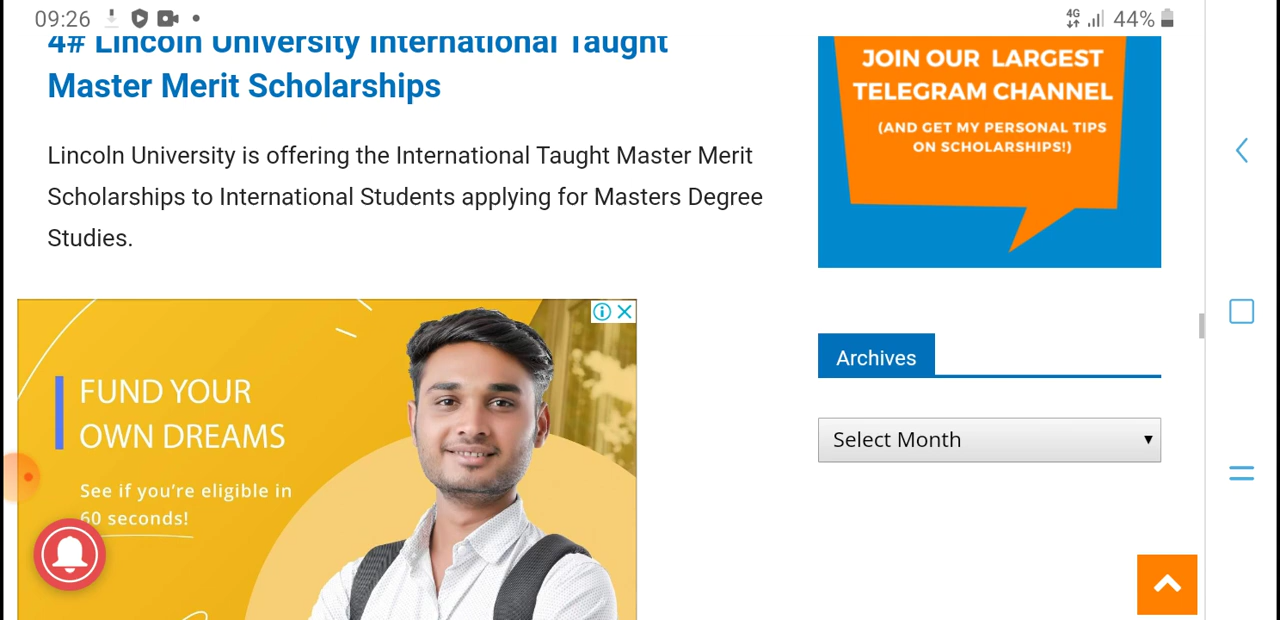 09:26
4G
44%
4# Lincoln University International Taught
Master Merit Scholarships
Lincoln University is offering the International Taught Master Merit
Scholarships to International Students applying for Masters Degree
Studies.
FUND YOUR
OWN DREAMS
See if you're eligible in
60 seconds!
JOIN OUR LARGEST
TELEGRAM CHANNEL
(AND GET MY PERSONAL TIPS
ON SCHOLARSHIPS!)
Archives
Select Month